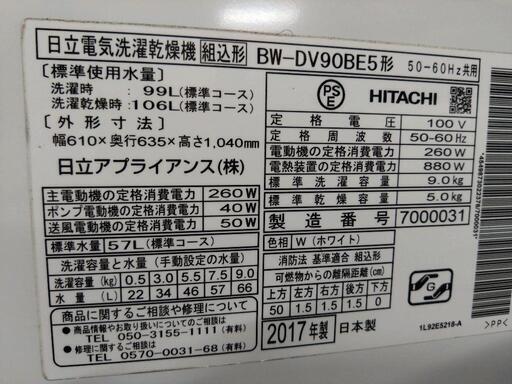 日立電気洗濯乾燥機 組込形 BW-DV90BE5形 50-60Hz共用
〔標準使用水量〕
洗濯時：99L(標準コース)
洗濯乾燥時：106L(標準コース)
〔外形寸法〕
幅610×奥行635×高さ1,040mm
日立アプライアンス(株)
主電動機の定格消費電力 260W
ポンプ電動機の定格消費電力 40W
送風電動機の定格消費電力 50W
標準水量57L(標準コース)
洗濯容量と水量（手動設定の水量）
洗濯容量(kg) 0.5 3.0 5.5 7.5 9.0
水量(L) 22 34 46 57 66
商品に関するご相談や修理について
商品情報やお取り扱いについてのご相談
TEL 050-3155-1111(有料)
修理などのご相談
TEL 0570-0031-68(有料)
PSE
HITACHI
定格電圧 100V
定格周波数 50-60Hz
電動機の定格消費電力 260W
電熱装置の定格消費電力 880W
標準洗濯容量 9.0kg
標準乾燥容量 5.0kg
製造番号 7000031
色相 W（ホワイト）
消防法 基準適合 組込形
可燃物からの離隔距離(cm)
上方 左方 右方 前方 後方 下方
50 1.5 1.5 1.5 0
2017年製 日本製
G
1L92E5218-A
>PP<